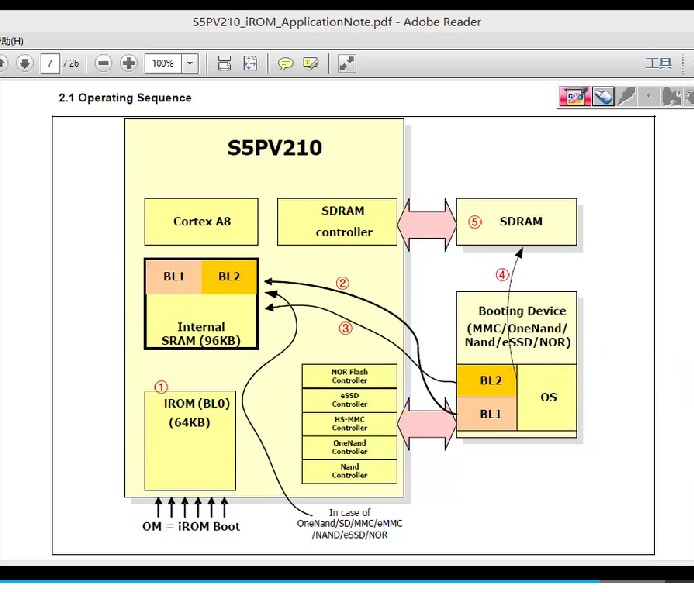 S5PV210_iROM_ApplicationNote.pdf - Adobe Reader
助(H)
7 / 26
100%
工具
2.1 Operating Sequence
S5PV210
Cortex A8
SDRAM
controller
⑤ SDRAM
④
BL1 BL2
②
③
Internal
SRAM (96KB)
Booting Device
(MMC/OneNand/
Nand/eSSD/NOR)
BL2
BL1
OS
①
IROM (BL0)
(64KB)
NOR Flash
Controller
eSSD
Controller
HS-MMC
Controller
OneNand
Controller
Nand
Controller
OM = iROM Boot
In case of
OneNand/SD/MMC/eMMC
/NAND/eSSD/NOR